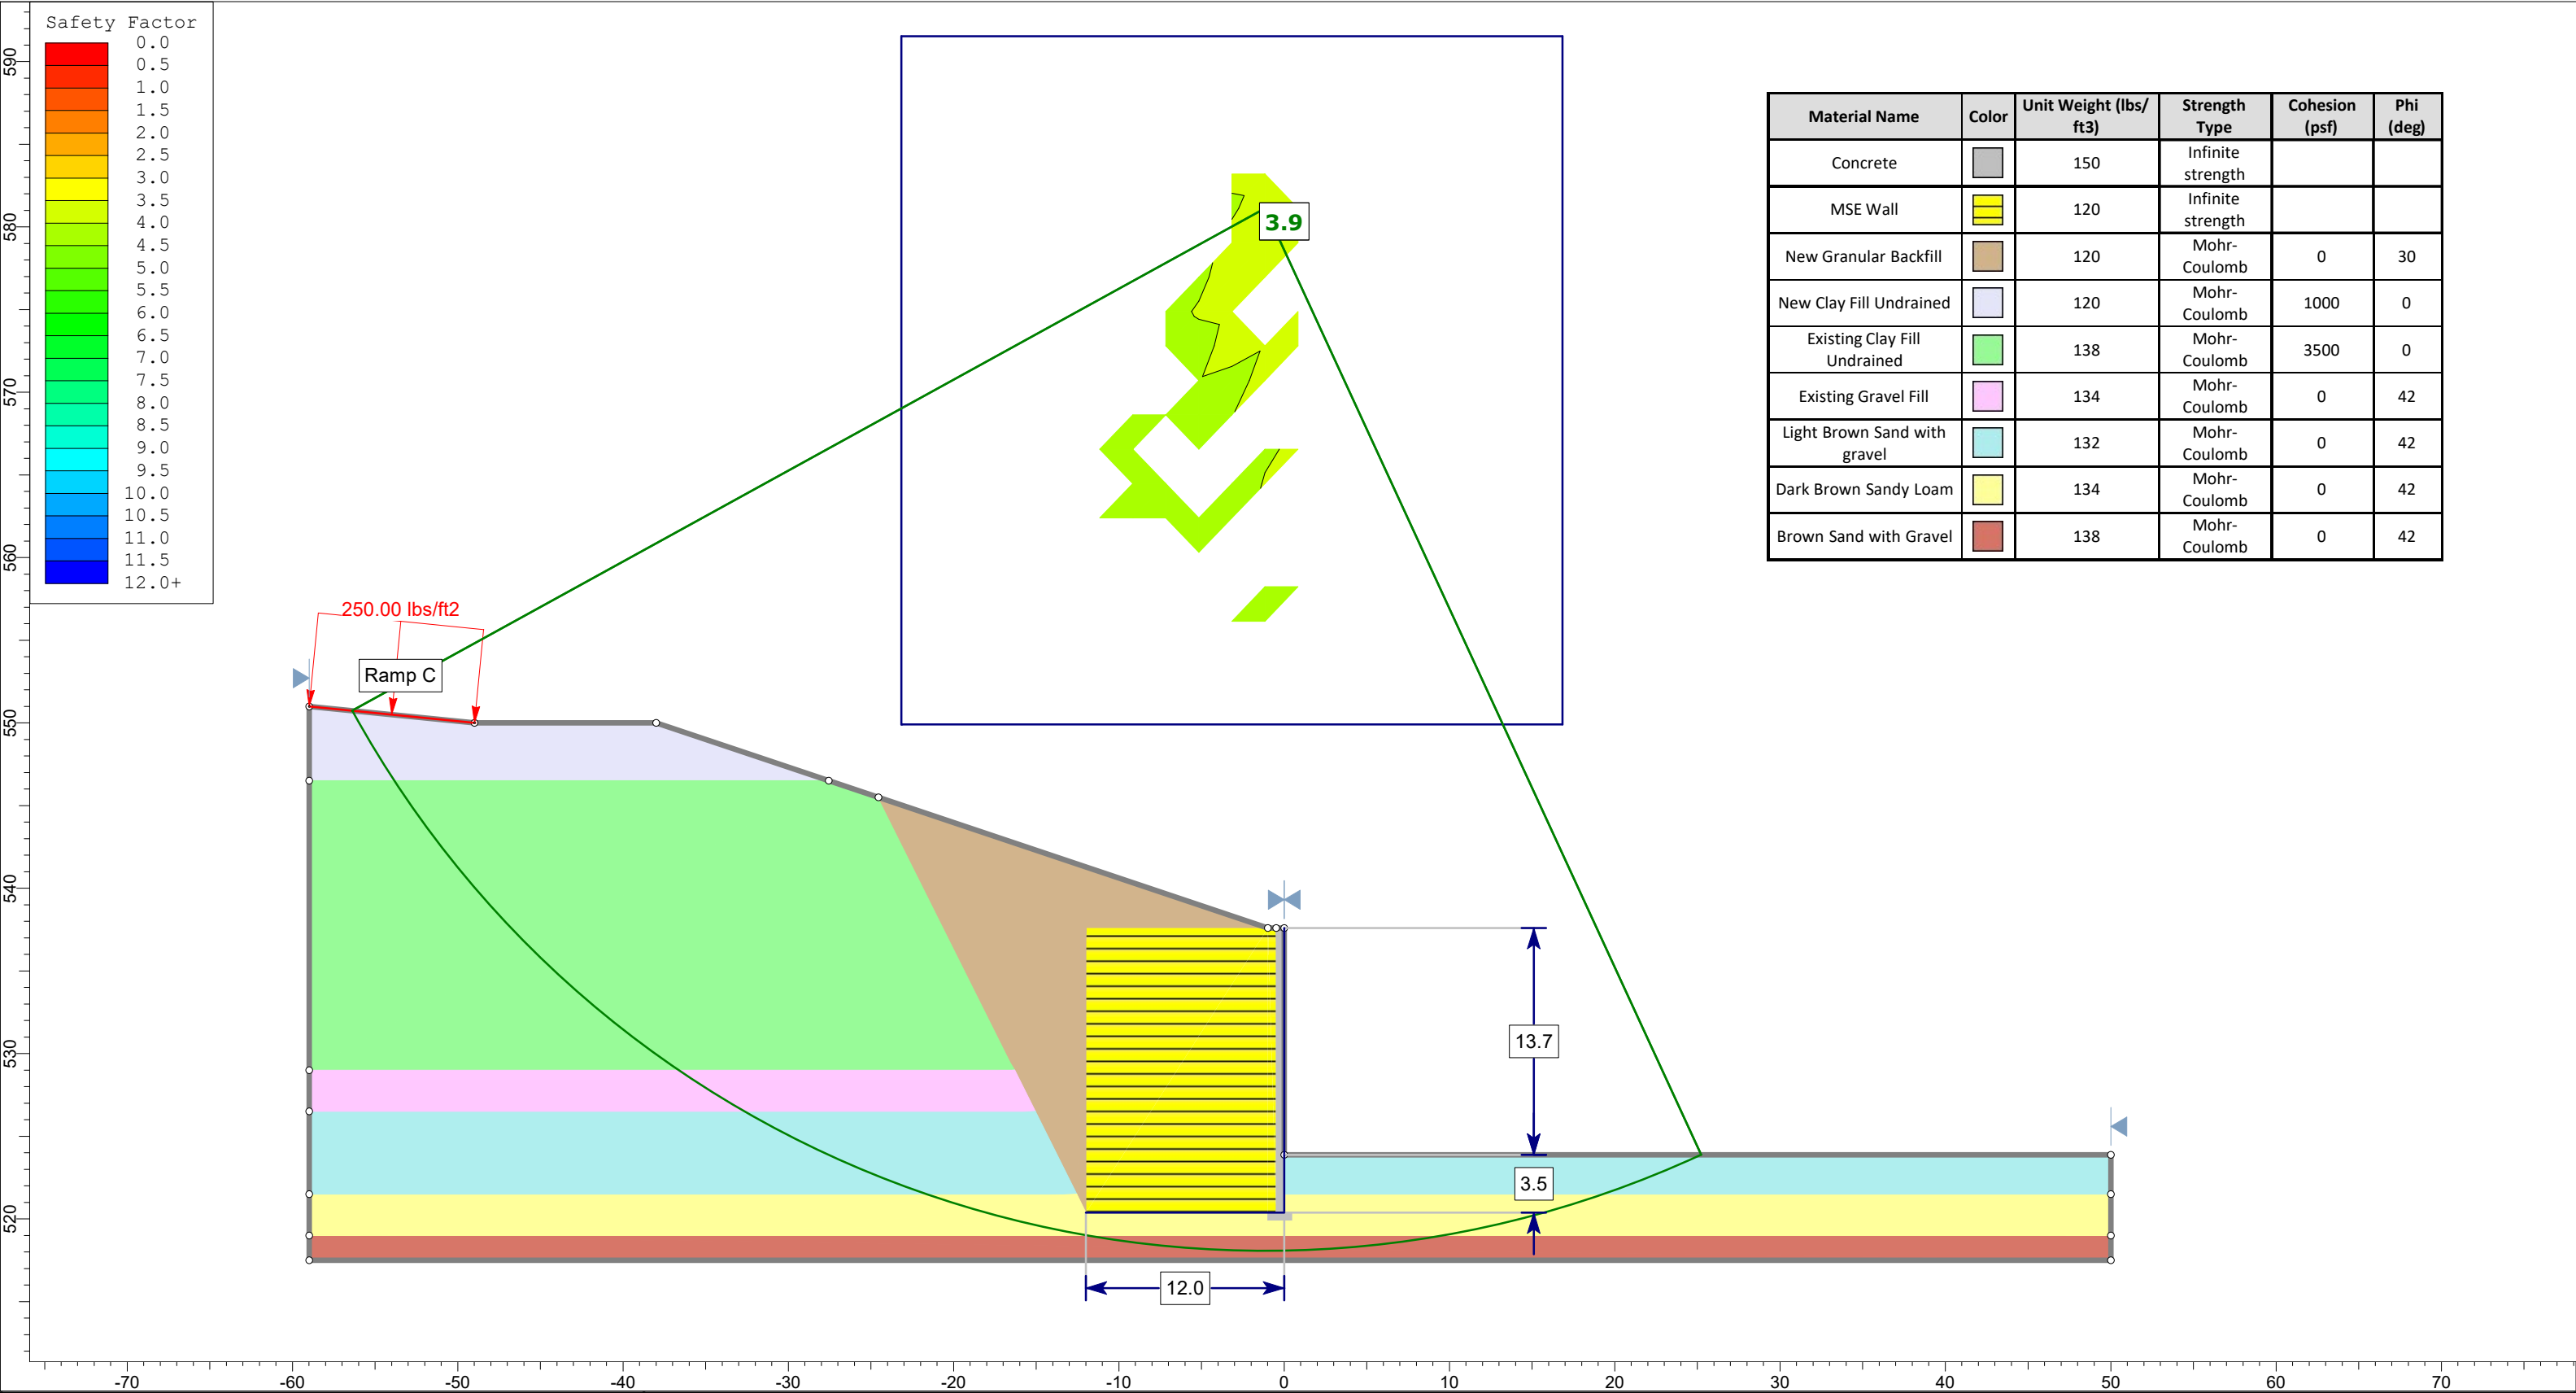 Safety Factor
0.0
0.5
1.0
1.5
2.0
2.5
3.0
3.5
4.0
4.5
5.0
5.5
6.0
6.5
7.0
7.5
8.0
8.5
9.0
9.5
10.0
10.5
11.0
11.5
12.0+
590
580
570
560
550
540
530
520
3.9
Material Name Color Unit Weight (lbs/ ft3) Strength Type Cohesion (psf) Phi (deg)
Concrete 150 Infinite strength
MSE Wall 120 Infinite strength
New Granular Backfill 120 Mohr-Coulomb 0 30
New Clay Fill Undrained 120 Mohr-Coulomb 1000 0
Existing Clay Fill Undrained 138 Mohr-Coulomb 3500 0
Existing Gravel Fill 134 Mohr-Coulomb 0 42
Light Brown Sand with gravel 132 Mohr-Coulomb 0 42
Dark Brown Sandy Loam 134 Mohr-Coulomb 0 42
Brown Sand with Gravel 138 Mohr-Coulomb 0 42
250.00 lbs/ft2
Ramp C
13.7
3.5
12.0
-70 -60 -50 -40 -30 -20 -10 0 10 20 30 40 50 60 70